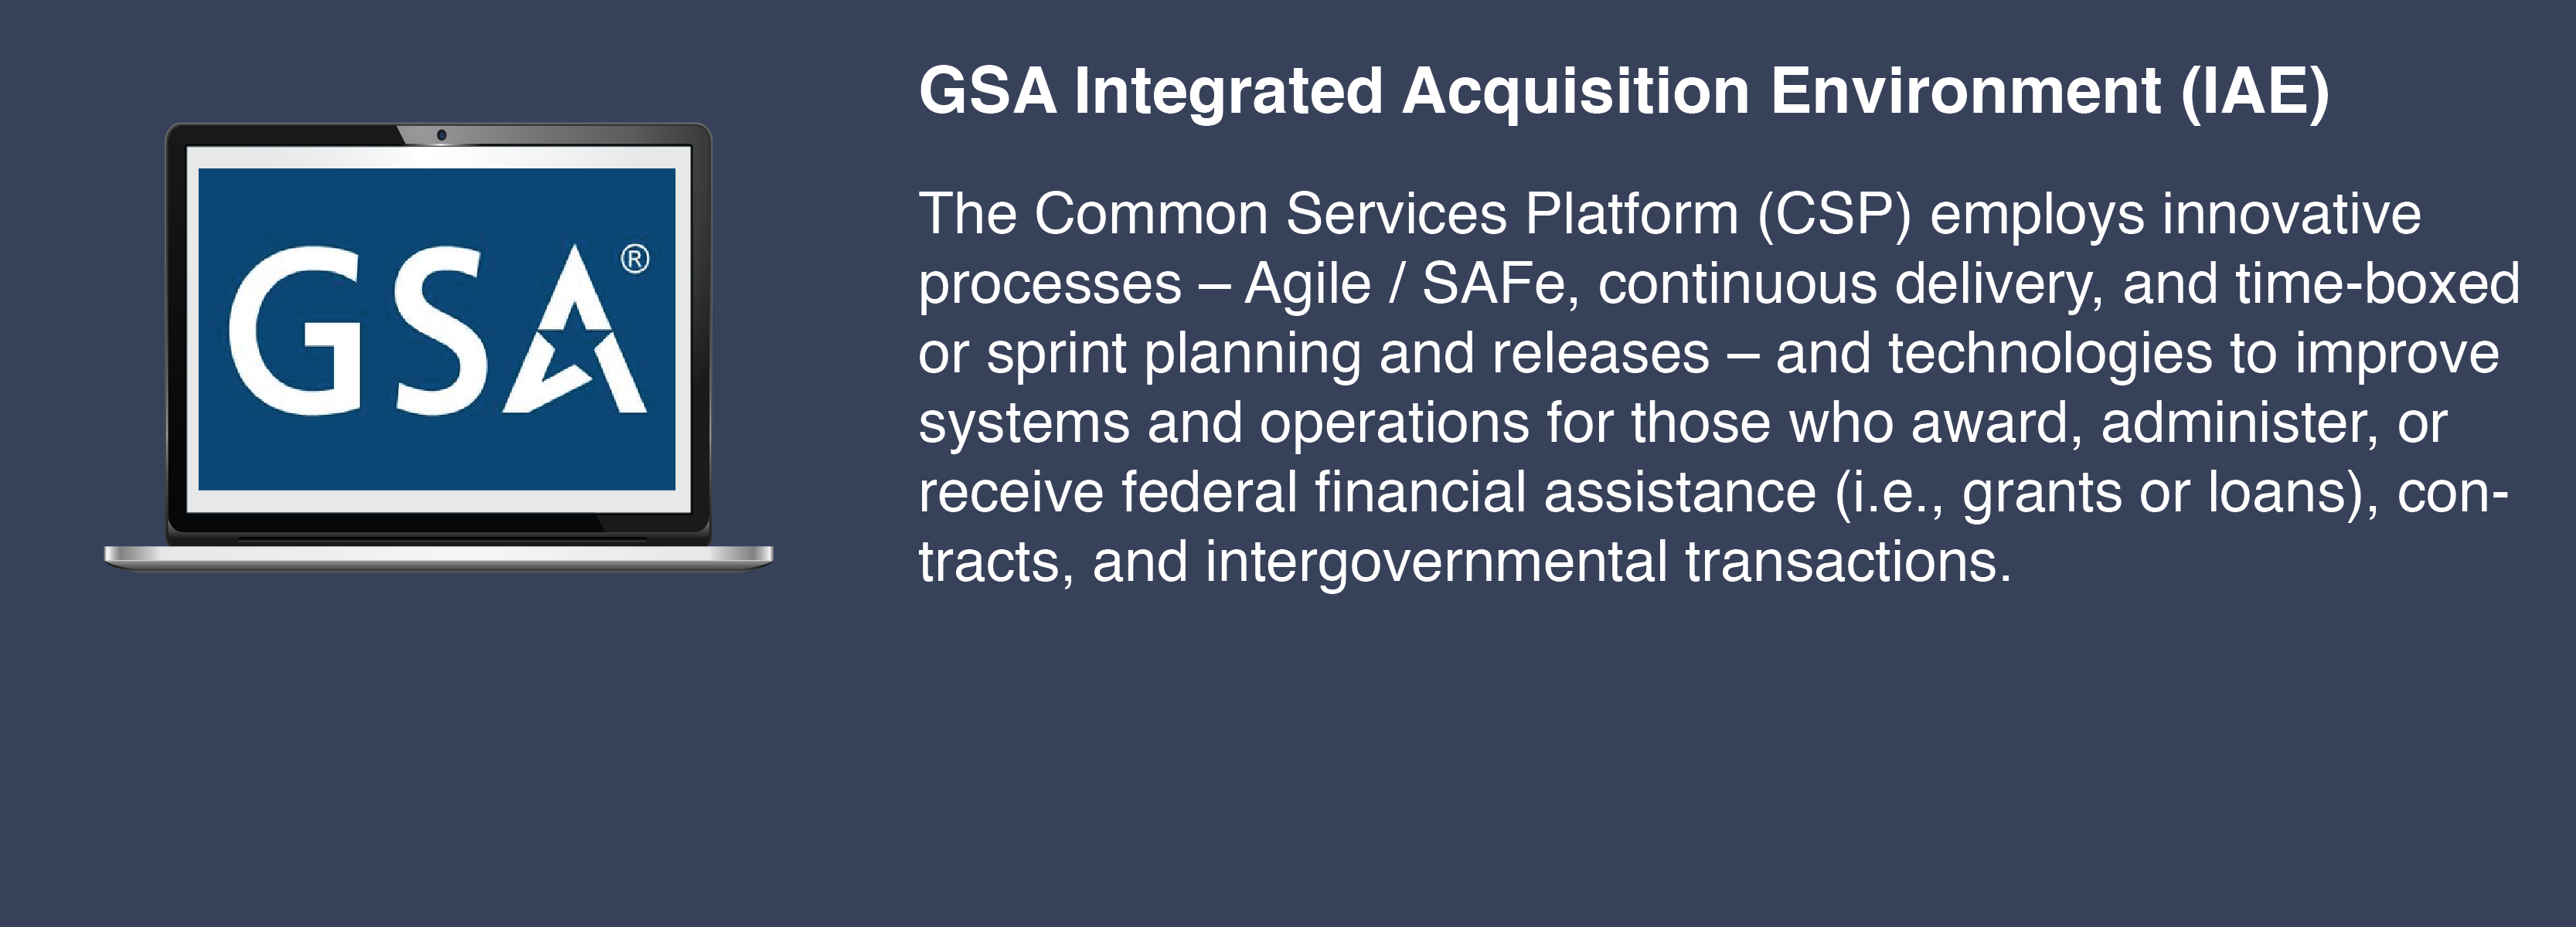 GSA®
GSA Integrated Acquisition Environment (IAE)
The Common Services Platform (CSP) employs innovative
processes – Agile / SAFe, continuous delivery, and time-boxed
or sprint planning and releases – and technologies to improve
systems and operations for those who award, administer, or
receive federal financial assistance (i.e., grants or loans), con-
tracts, and intergovernmental transactions.